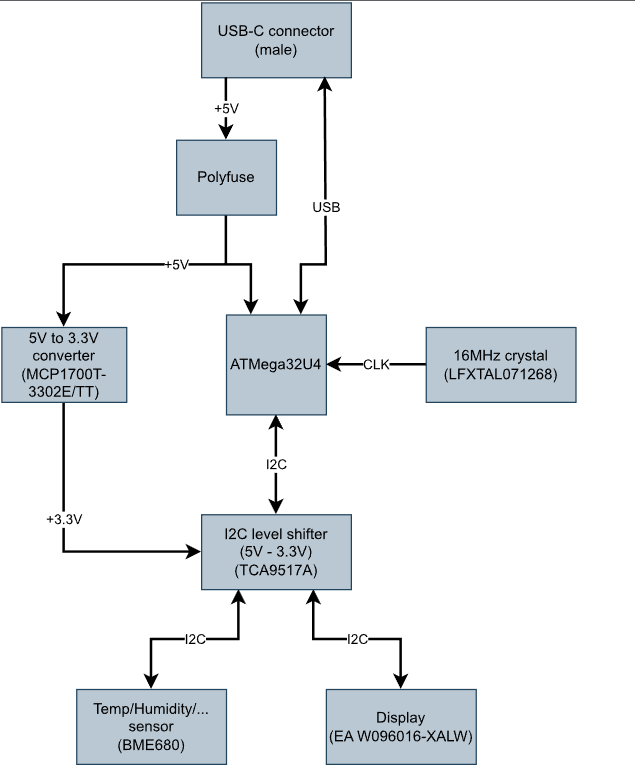 USB-C connector
(male)
+5V
Polyfuse
USB
+5V
5V to 3.3V
converter
(MCP1700T-
3302E/TT)
ATMega32U4
CLK
16MHz crystal
(LFXTAL071268)
I2C
+3.3V
I2C level shifter
(5V - 3.3V)
(TCA9517A)
I2C
I2C
Temp/Humidity/...
sensor
(BME680)
Display
(EA W096016-XALW)